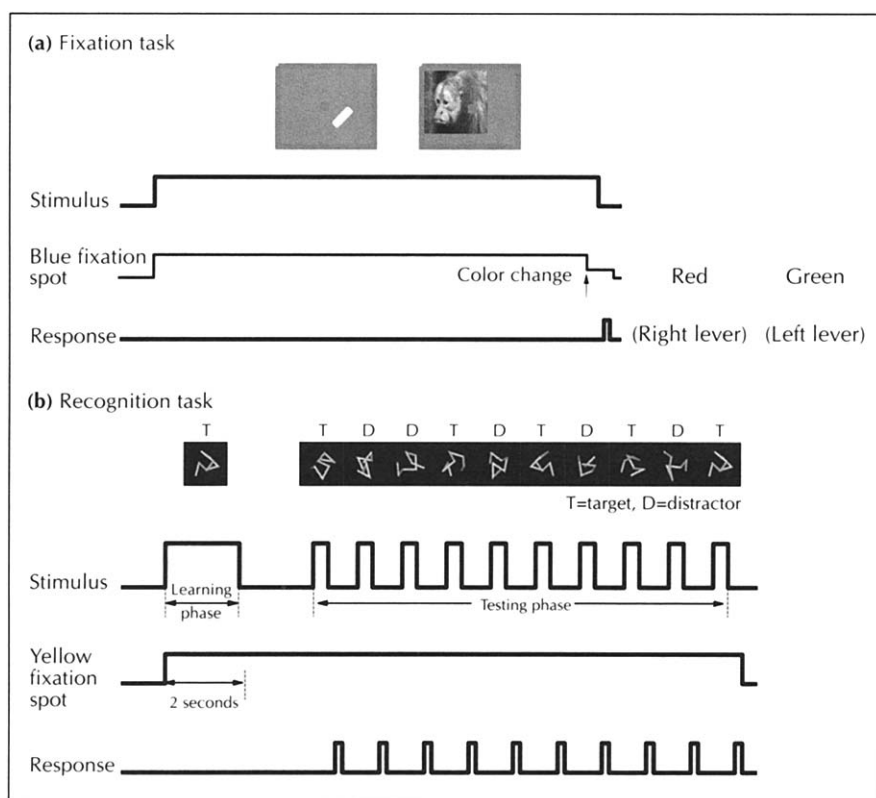 (a) Fixation task
Stimulus
Blue fixation
spot
Color change
Red
Green
Response
(Right lever)
(Left lever)
(b) Recognition task
T
T D D T D T D T D T
T=target, D=distractor
Stimulus
Learning
phase
Testing phase
Yellow
fixation
spot
2 seconds
Response